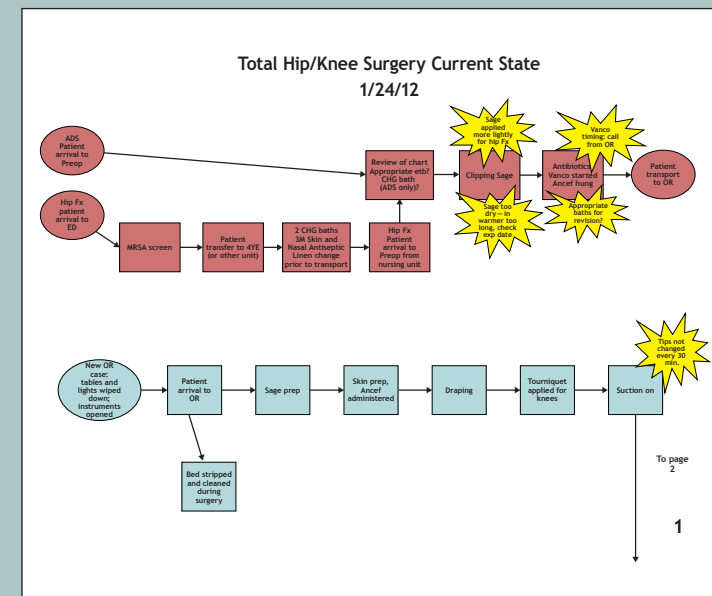 Total Hip/Knee Surgery Current State
1/24/12
ADS
Patient
arrival to
Preop
Hip Fx
patient
arrival to
ED
MRSA screen
Patient
transfer to 4YE
(or other unit)
2 CHG baths
3M Skin and
Nasal Antiseptic
Linen change
prior to transport
Hip Fx
Patient
arrival to
Preop from
nursing unit
Review of chart
Appropriate etb?
CHG bath
(ADS only)?
Sage
applied
more lightly
for hip Fx
Clipping Sage
Sage too
dry — in
warmer too
long, check
exp date
Vanco
timing: call
from OR
Antibiotics
Vanco started
Ancef hung
Appropriate
baths for
revision?
Patient
transport
to OR
New OR
case:
tables and
lights wiped
down;
instruments
opened
Patient
arrival to
OR
Bed stripped
and cleaned
during
surgery
Sage prep
Skin prep,
Ancef
administered
Draping
Tourniquet
applied for
knees
Suction on
Tips not
changed
every 30
min.
To page
2
1